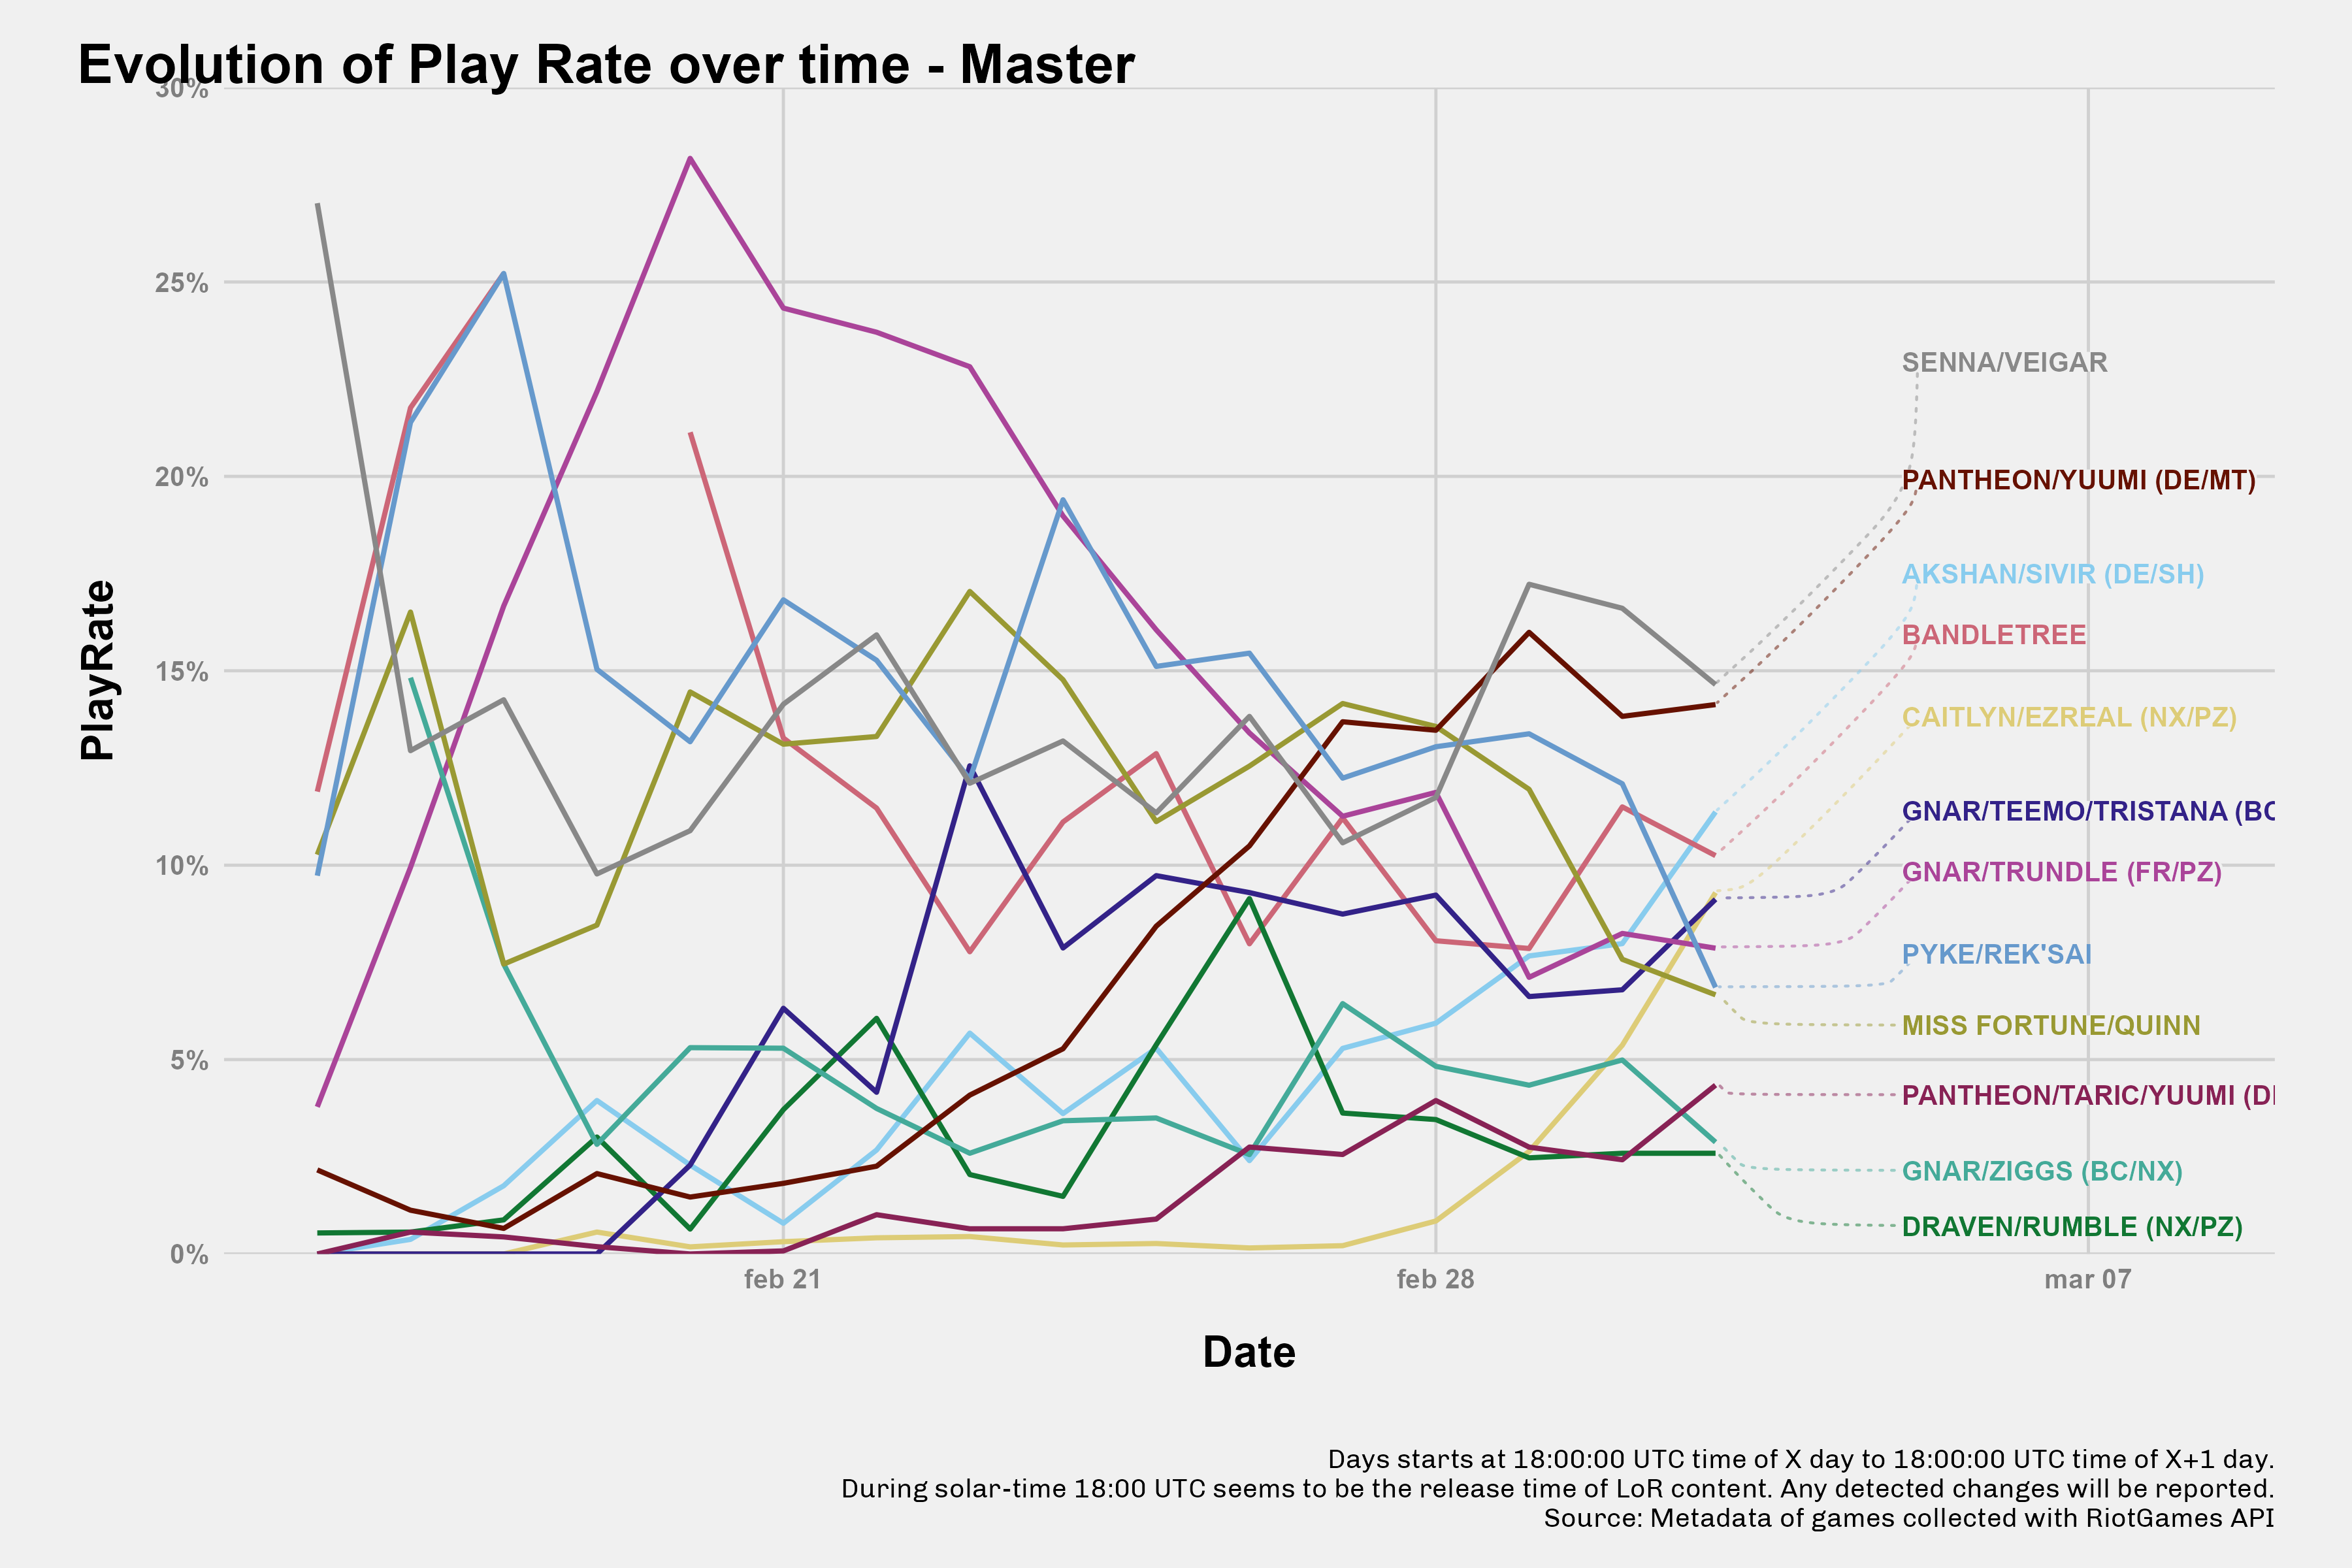 Evolution of Play Rate over time - Master
30%
25%
20%
15%
10%
5%
0%
PlayRate
SENNA/VEIGAR
PANTHEON/YUUMI (DE/MT)
AKSHAN/SIVIR (DE/SH)
BANDLETREE
CAITLYN/EZREAL (NX/PZ)
GNAR/TEEMO/TRISTANA (BC
GNAR/TRUNDLE (FR/PZ)
PYKE/REK'SAI
MISS FORTUNE/QUINN
PANTHEON/TARIC/YUUMI (DE
GNAR/ZIGGS (BC/NX)
DRAVEN/RUMBLE (NX/PZ)
feb 21
feb 28
mar 07
Date
Days starts at 18:00:00 UTC time of X day to 18:00:00 UTC time of X+1 day.
During solar-time 18:00 UTC seems to be the release time of LoR content. Any detected changes will be reported.
Source: Metadata of games collected with RiotGames API